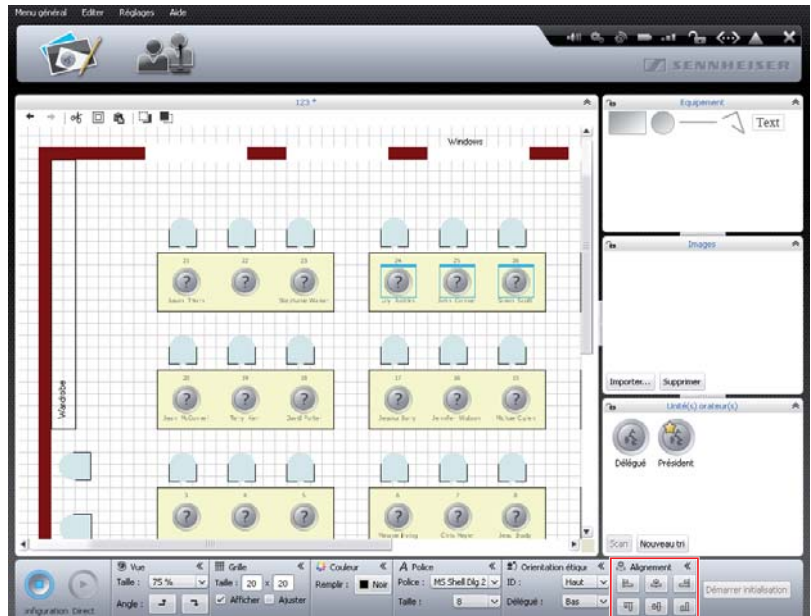 Menu général Editer Réglages Aide
SENNHEISER
123 *
Equipement
Text
Windows
Images
Wardrobe
21 22 23
24 25 26
Importer... Supprimer
20 19 18
17 16 15
Unité(s) orateur(s)
Délégué Président
3 4 5
6 7 8
Scan Nouveau tri
Vue
Taille : 75 %
Angle :
Grille
Taille : 20 x 20
Afficher Ajuster
Couleur
Remplir : Noir
Police
Police : MS Shell Dlg 2
Taille : 8
Orientation étique
ID : Haut
Délégué : Bas
Alignement
Démarrer initialisation
nfiguration Direct